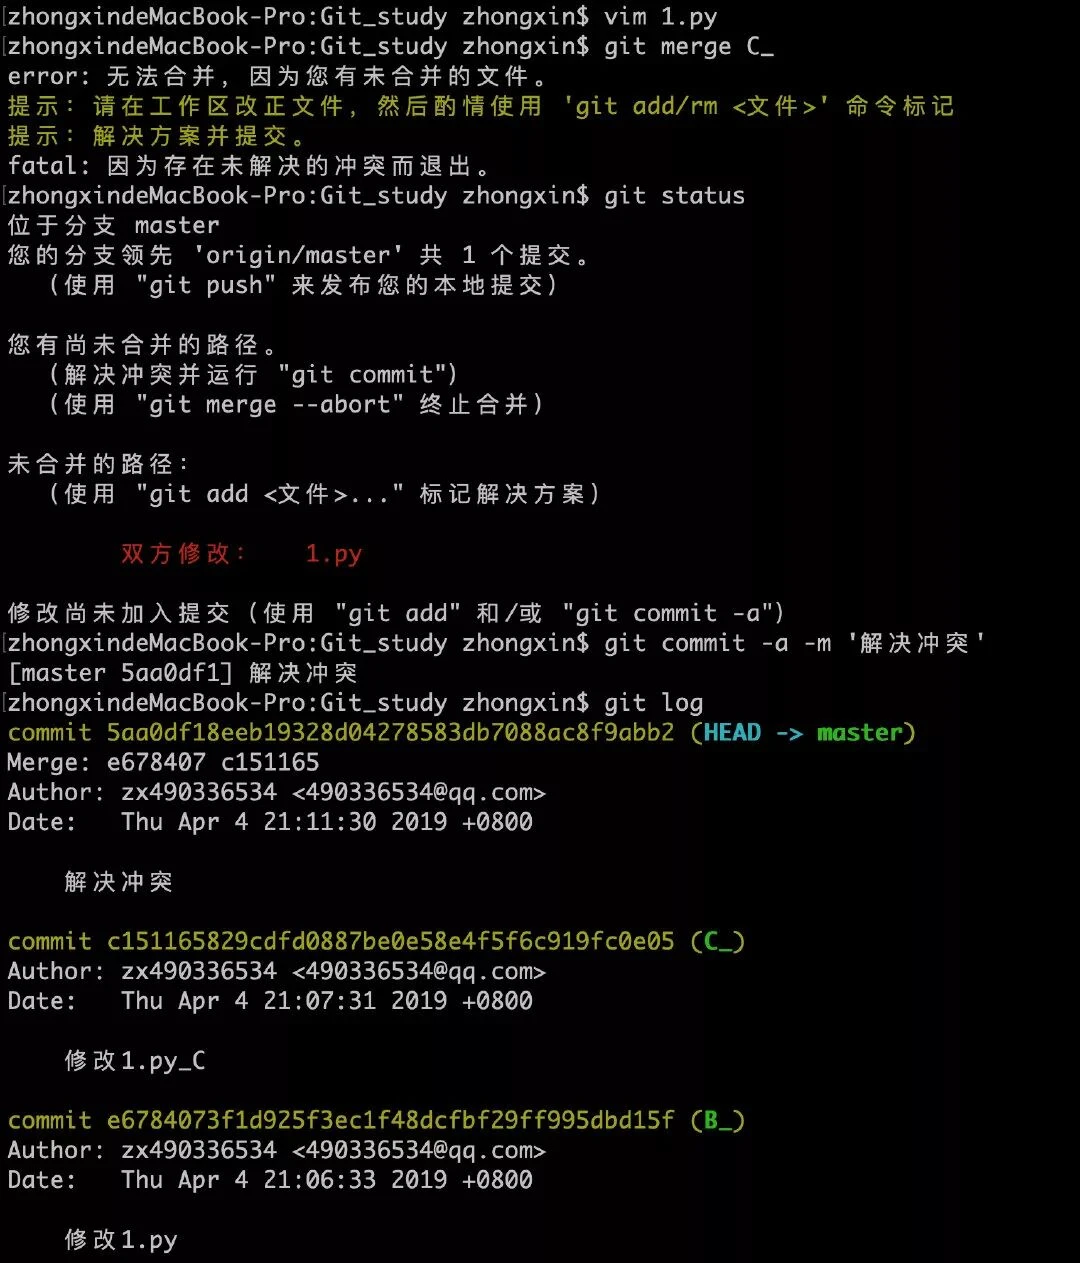 zhongxindeMacBook-Pro:Git_study zhongxin$ vim 1.py
zhongxindeMacBook-Pro:Git_study zhongxin$ git merge C_
error: 无法合并，因为您有未合并的文件。
提示：请在工作区改正文件，然后酌情使用 'git add/rm <文件>' 命令标记
提示：解决方案并提交。
fatal: 因为存在未解决的冲突而退出。
zhongxindeMacBook-Pro:Git_study zhongxin$ git status
位于分支 master
您的分支领先 'origin/master' 共 1 个提交。
（使用 "git push" 来发布您的本地提交）
您有尚未合并的路径。
（解决冲突并运行 "git commit"）
（使用 "git merge --abort" 终止合并）
未合并的路径：
（使用 "git add <文件>..." 标记解决方案）
双方修改： 1.py
修改尚未加入提交（使用 "git add" 和/或 "git commit -a"）
zhongxindeMacBook-Pro:Git_study zhongxin$ git commit -a -m '解决冲突'
[master 5aa0df1] 解决冲突
zhongxindeMacBook-Pro:Git_study zhongxin$ git log
commit 5aa0df18eeb19328d04278583db7088ac8f9abb2 (HEAD -> master)
Merge: e678407 c151165
Author: zx490336534 <490336534@qq.com>
Date: Thu Apr 4 21:11:30 2019 +0800
解决冲突
commit c151165829cdfd0887be0e58e4f5f6c919fc0e05 (C_)
Author: zx490336534 <490336534@qq.com>
Date: Thu Apr 4 21:07:31 2019 +0800
修改1.py_C
commit e6784073f1d925f3ec1f48dcfbf29ff995dbd15f (B_)
Author: zx490336534 <490336534@qq.com>
Date: Thu Apr 4 21:06:33 2019 +0800
修改1.py